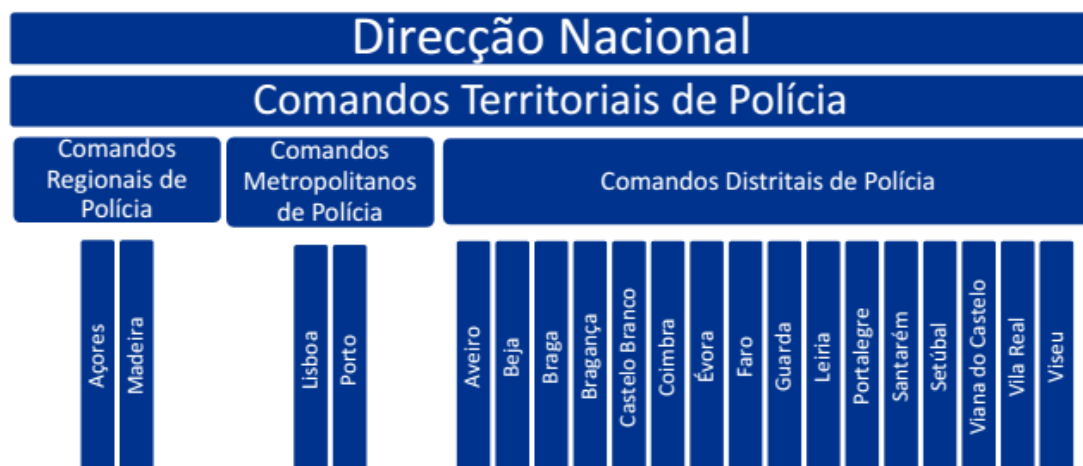 Direcção Nacional
Comandos Territoriais de Polícia
Comandos
Regionais de
Polícia
Comandos
Metropolitanos
de Polícia
Comandos Distritais de Polícia
Açores
Madeira
Lisboa
Porto
Aveiro
Beja
Braga
Bragança
Castelo Branco
Coimbra
Évora
Faro
Guarda
Leiria
Portalegre
Santarém
Setúbal
Viana do Castelo
Vila Real
Viseu